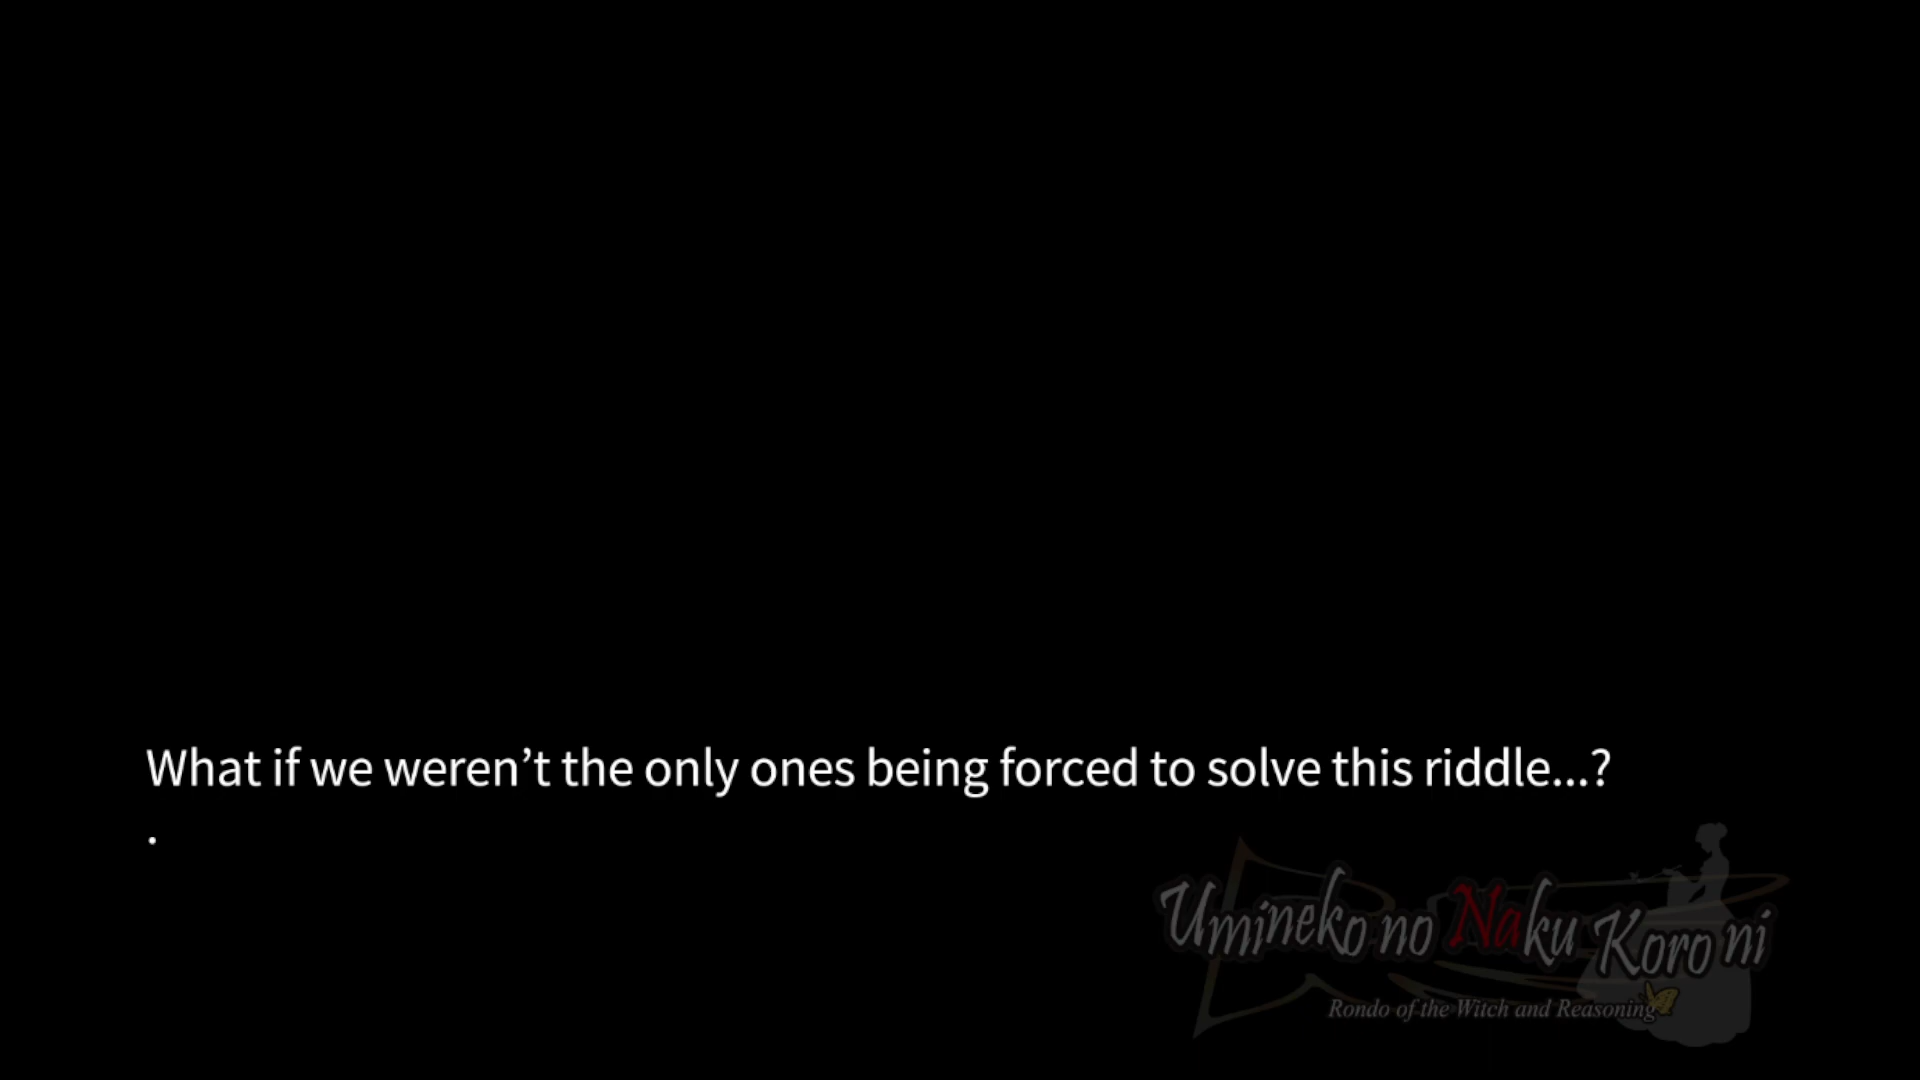 What if we weren’t the only ones being forced to solve this riddle...?
.
Umineko no Naku Koro ni
Rondo of the Witch and Reasoning